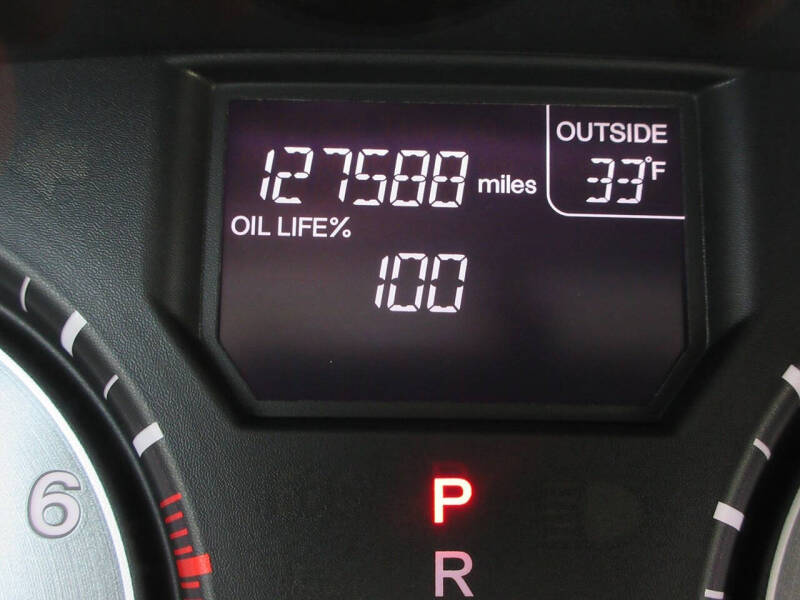 OUTSIDE
127588 miles 33°F
OIL LIFE%
100
6
P
R